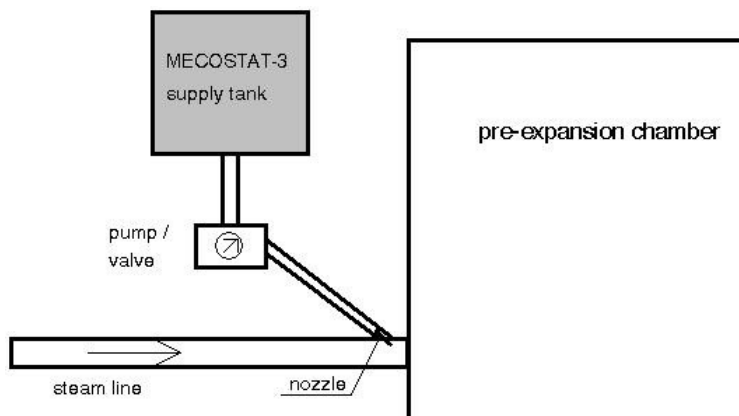 MECOSTAT-3
supply tank
pre-expansion chamber
pump /
valve
steam line
nozzle